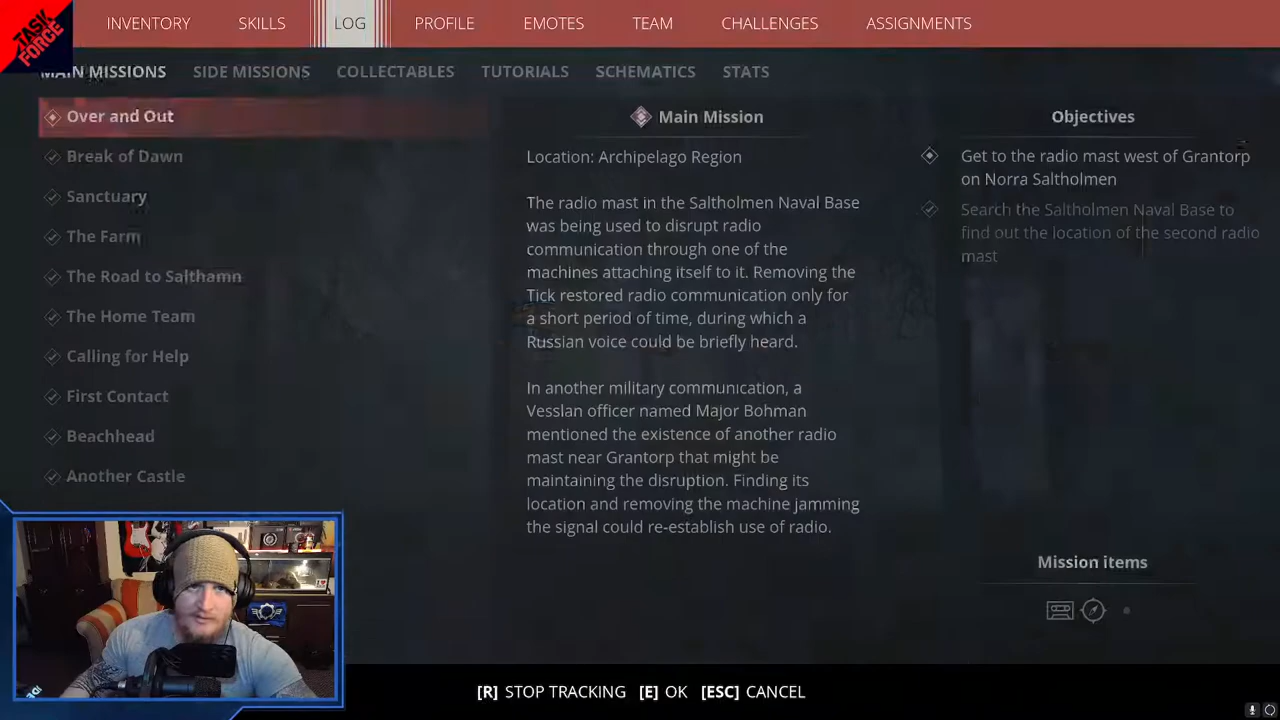 TASK FORCE
INVENTORY SKILLS LOG PROFILE EMOTES TEAM CHALLENGES ASSIGNMENTS
MAIN MISSIONS SIDE MISSIONS COLLECTABLES TUTORIALS SCHEMATICS STATS
Over and Out
Break of Dawn
Sanctuary
The Farm
The Road to Salthamn
The Home Team
Calling for Help
First Contact
Beachhead
Another Castle
Main Mission
Location: Archipelago Region
The radio mast in the Saltholmen Naval Base
was being used to disrupt radio
communication through one of the
machines attaching itself to it. Removing the
Tick restored radio communication only for
a short period of time, during which a
Russian voice could be briefly heard.
In another military communication, a
Vesslan officer named Major Bohman
mentioned the existence of another radio
mast near Grantorp that might be
maintaining the disruption. Finding its
location and removing the machine jamming
the signal could re-establish use of radio.
Objectives
Get to the radio mast west of Grantorp
on Norra Saltholmen
Search the Saltholmen Naval Base to
find out the location of the second radio
mast
Mission items
[R] STOP TRACKING [E] OK [ESC] CANCEL